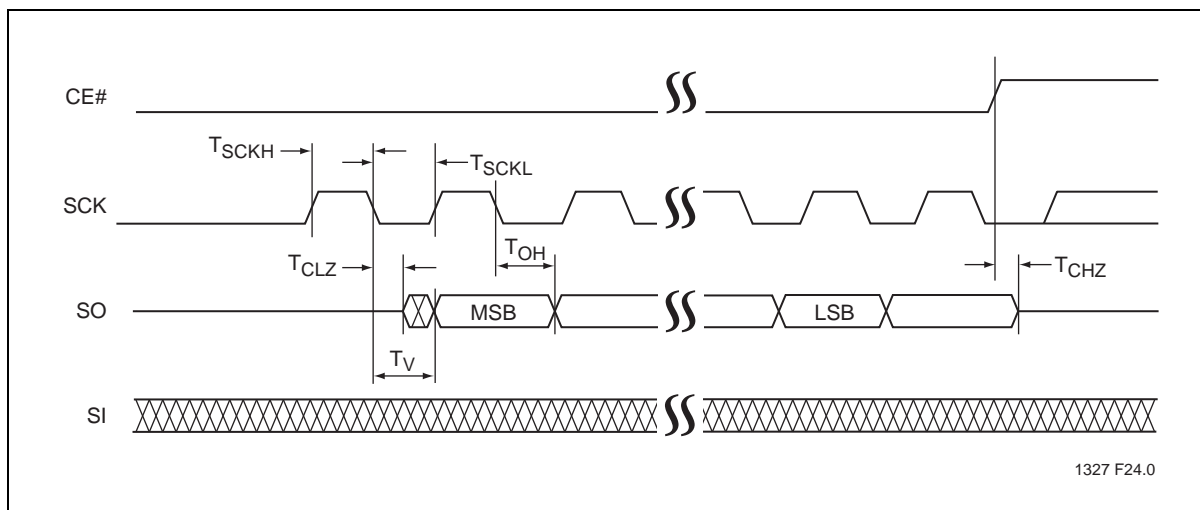 CE#
TSCKH
TSCKL
SCK
TOH
TCLZ
TCHZ
SO
MSB
LSB
TV
SI
1327 F24.0